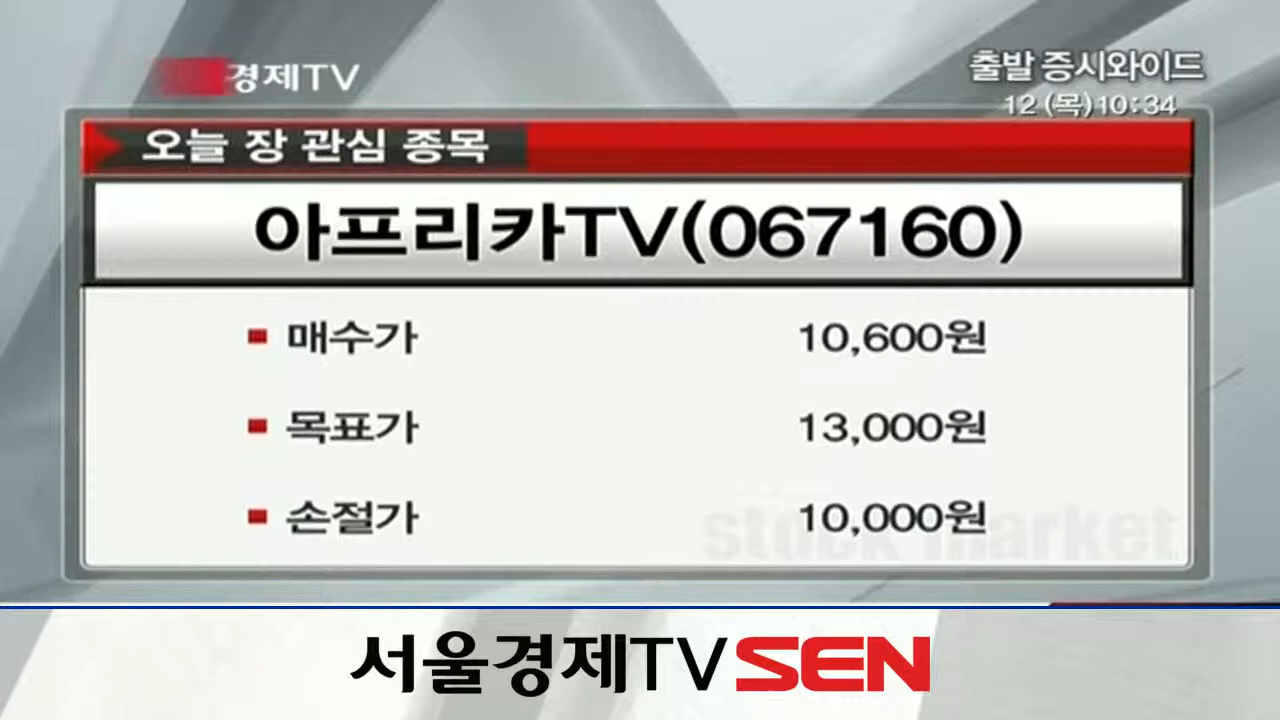 경제TV
출발 증시와이드
12 (목) 10:34
오늘 장 관심 종목
아프리카TV(067160)
매수가 10,600원
목표가 13,000원
손절가 10,000원
stock market
서울경제TV SEN